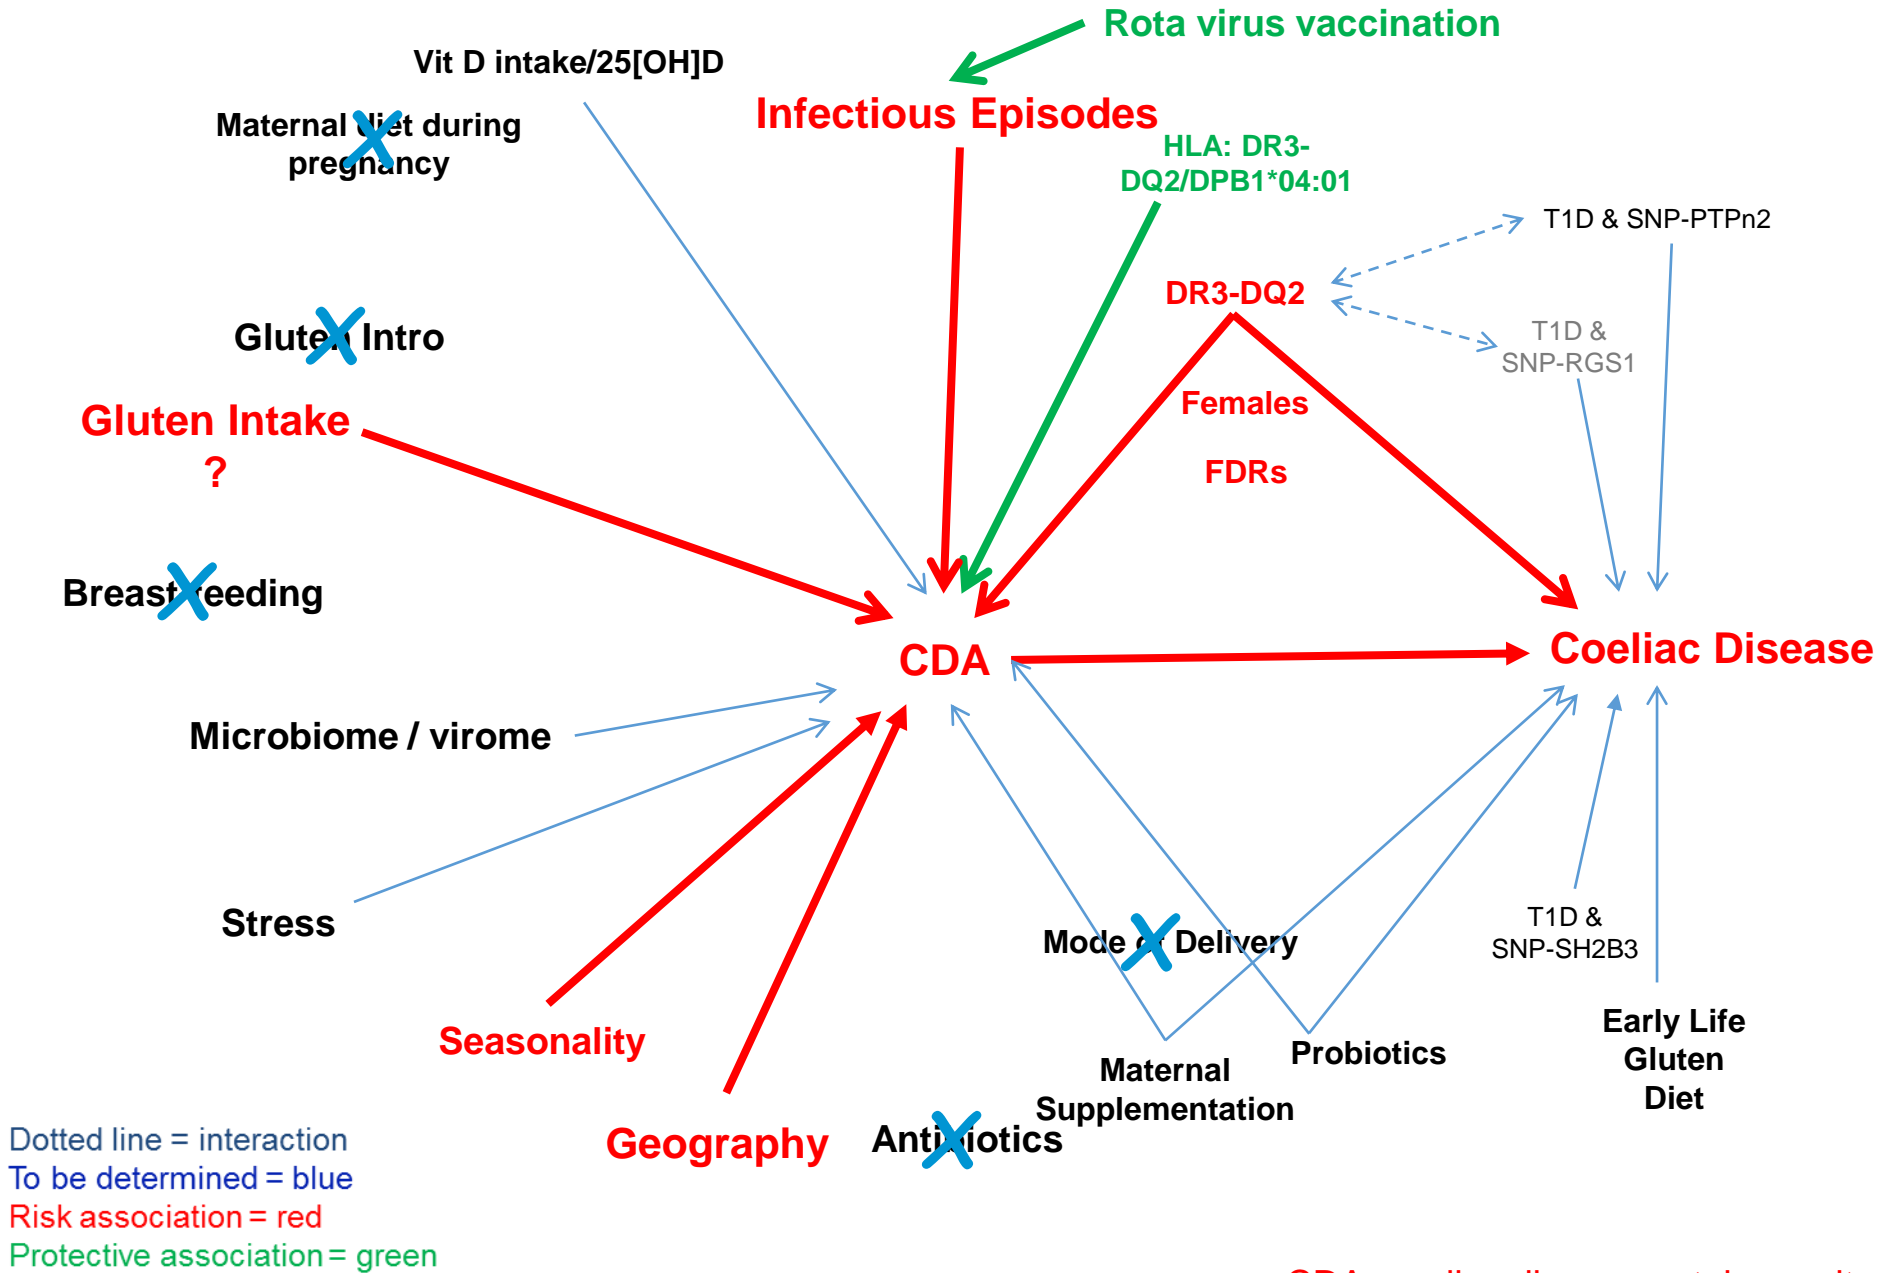 Rota virus vaccination
Vit D intake/25[OH]D
Infectious Episodes
Maternal diet during
pregnancy
HLA: DR3-
DQ2/DPB1*04:01
T1D & SNP-PTPn2
DR3-DQ2
Gluten Intro
T1D &
SNP-RGS1
Gluten Intake
?
Females
FDRs
Breastfeeding
CDA
Coeliac Disease
Microbiome / virome
Stress
Mode of Delivery
T1D &
SNP-SH2B3
Seasonality
Early Life
Gluten
Diet
Probiotics
Maternal
Supplementation
Geography
Antibiotics
Dotted line = interaction
To be determined = blue
Risk association = red
Protective association = green